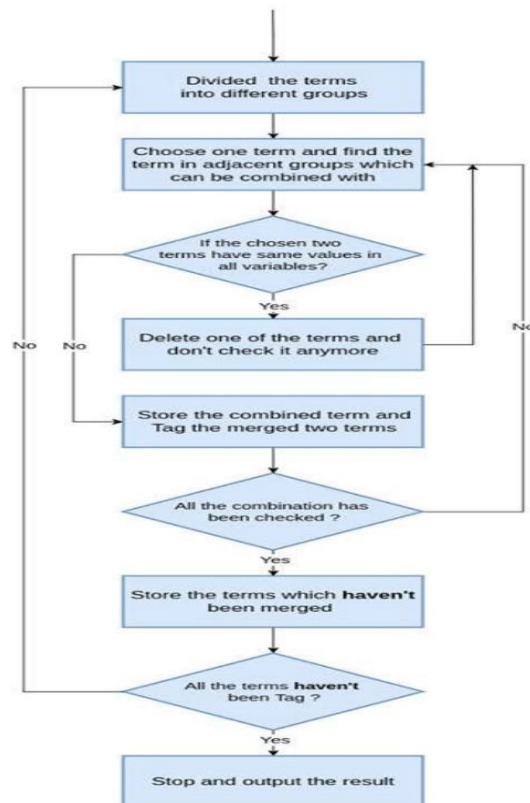 Divided the terms
into different groups
Choose one term and find the
term in adjacent groups which
can be combined with
If the chosen two
terms have same values in
all variables?
Yes
No
No
No
Delete one of the terms and
don't check it anymore
Store the combined term and
Tag the merged two terms
All the combination has
been checked ?
Yes
Store the terms which haven't
been merged
All the terms haven't
been Tag ?
Yes
Stop and output the result